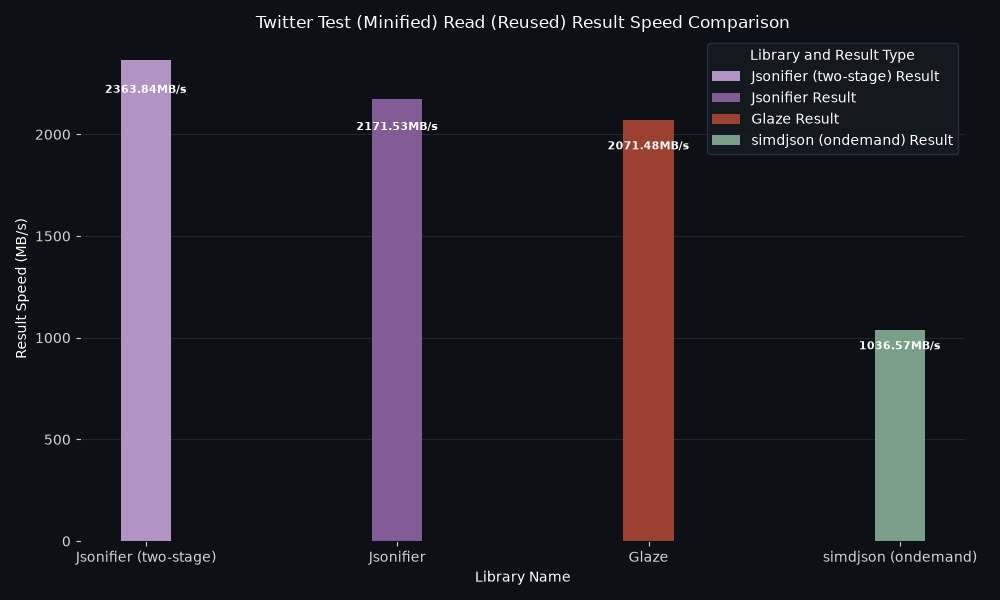 Twitter Test (Minified) Read (Reused) Result Speed Comparison
Library and Result Type
Jsonifier (two-stage) Result
Jsonifier Result
Glaze Result
simdjson (ondemand) Result
2363.84MB/s
2171.53MB/s
2071.48MB/s
1036.57MB/s
Result Speed (MB/s)
2000
1500
1000
500
0
Jsonifier (two-stage)
Jsonifier
Glaze
simdjson (ondemand)
Library Name